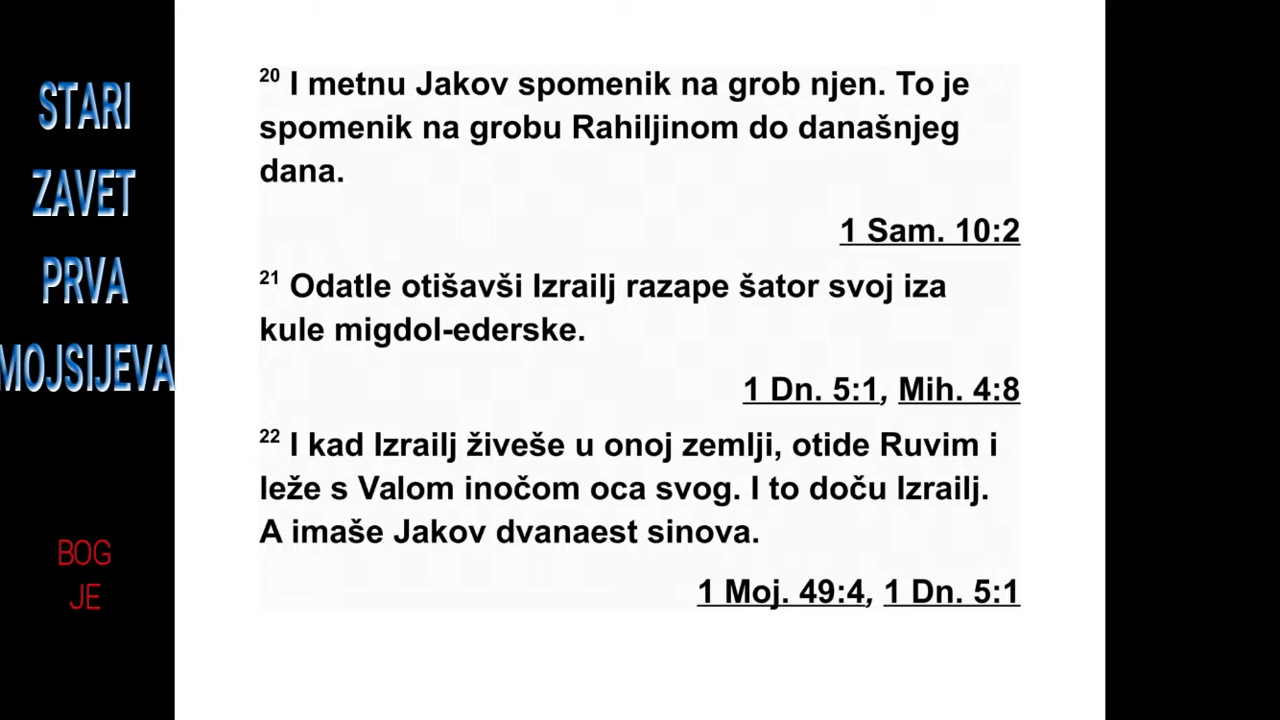 STARI
ZAVET
PRVA
MOJSIJEVA
BOG
JE
20 I metnu Jakov spomenik na grob njen. To je
spomenik na grobu Rahiljinom do današnjeg
dana.
1 Sam. 10:2
21 Odatle otišavši Izrailj razape šator svoj iza
kule migdol-ederske.
1 Dn. 5:1, Mih. 4:8
22 I kad Izrailj živeše u onoj zemlji, otide Ruvim i
leže s Valom inočom oca svog. I to doču Izrailj.
A imaše Jakov dvanaest sinova.
1 Moj. 49:4, 1 Dn. 5:1